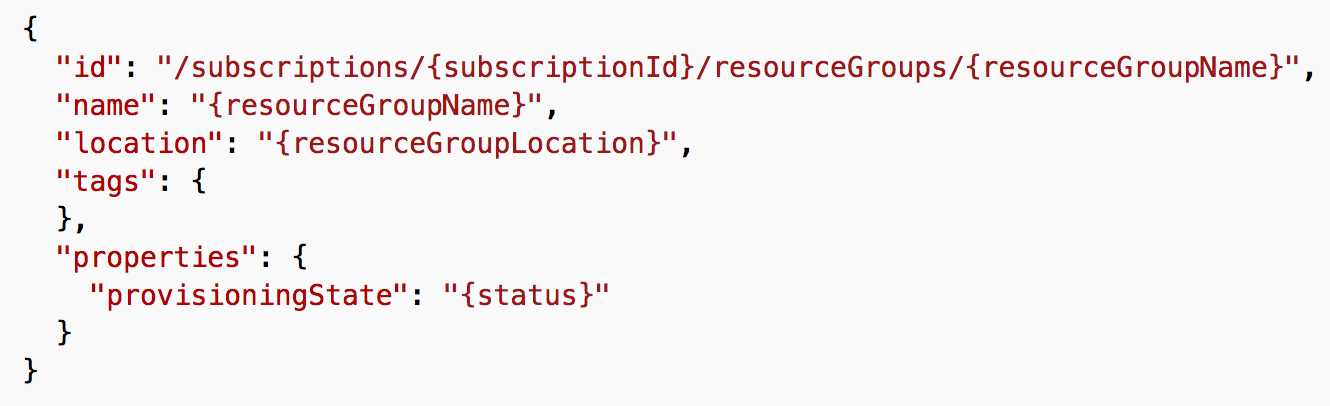 {
  "id": "/subscriptions/{subscriptionId}/resourceGroups/{resourceGroupName}",
  "name": "{resourceGroupName}",
  "location": "{resourceGroupLocation}",
  "tags": {
  },
  "properties": {
    "provisioningState": "{status}"
  }
}